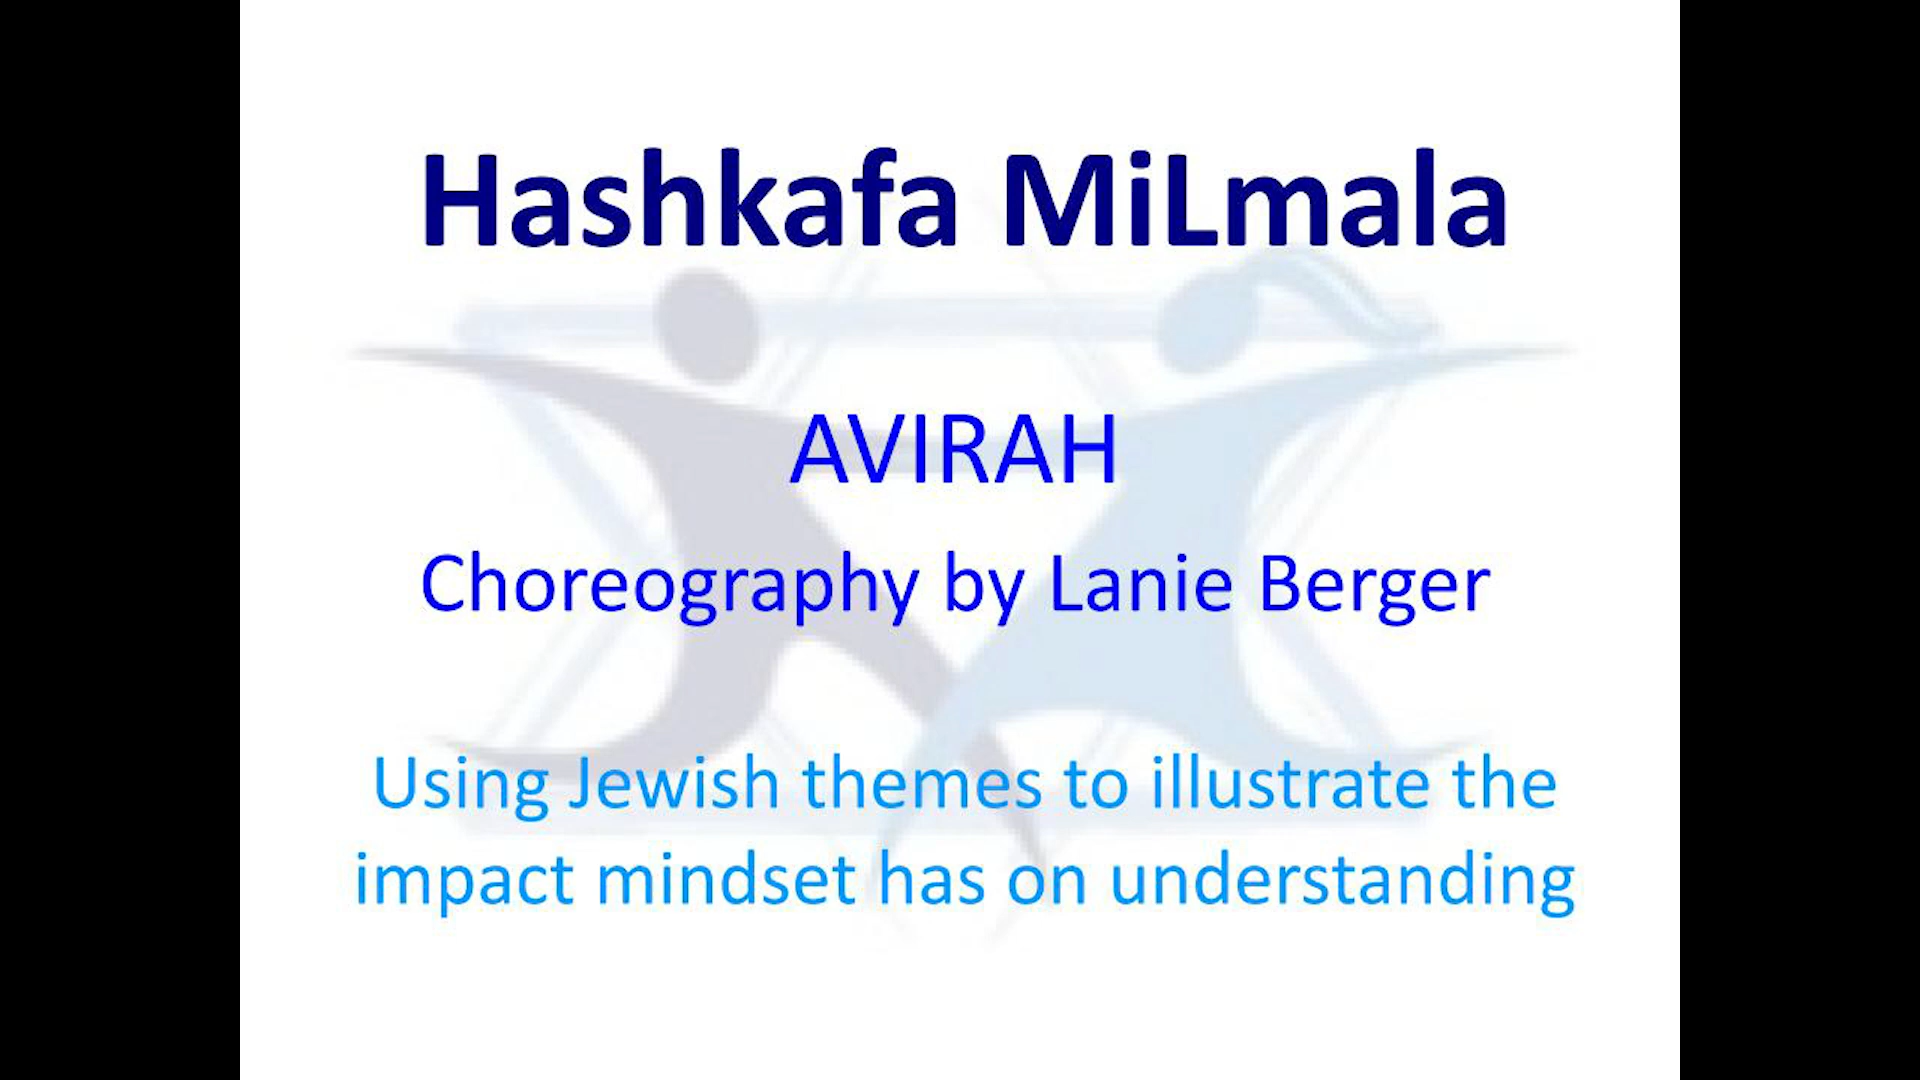 Hashkafa MiLmala
AVIRAH
Choreography by Lanie Berger
Using Jewish themes to illustrate the
impact mindset has on understanding